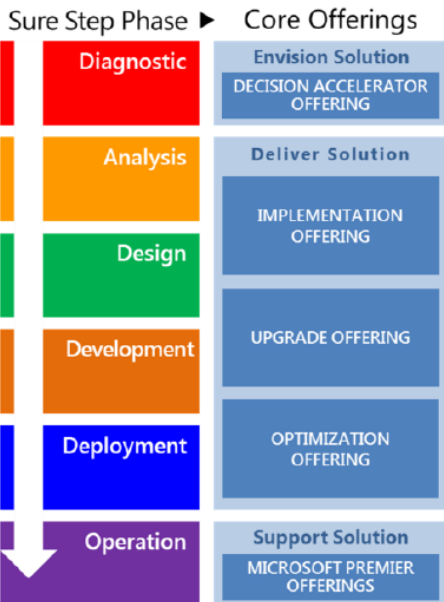 Sure Step Phase ▶ Core Offerings
Diagnostic
Envision Solution
DECISION ACCELERATOR
OFFERING
Analysis
Deliver Solution
IMPLEMENTATION
OFFERING
Design
Development
UPGRADE OFFERING
Deployment
OPTIMIZATION
OFFERING
Operation
Support Solution
MICROSOFT PREMIER
OFFERINGS